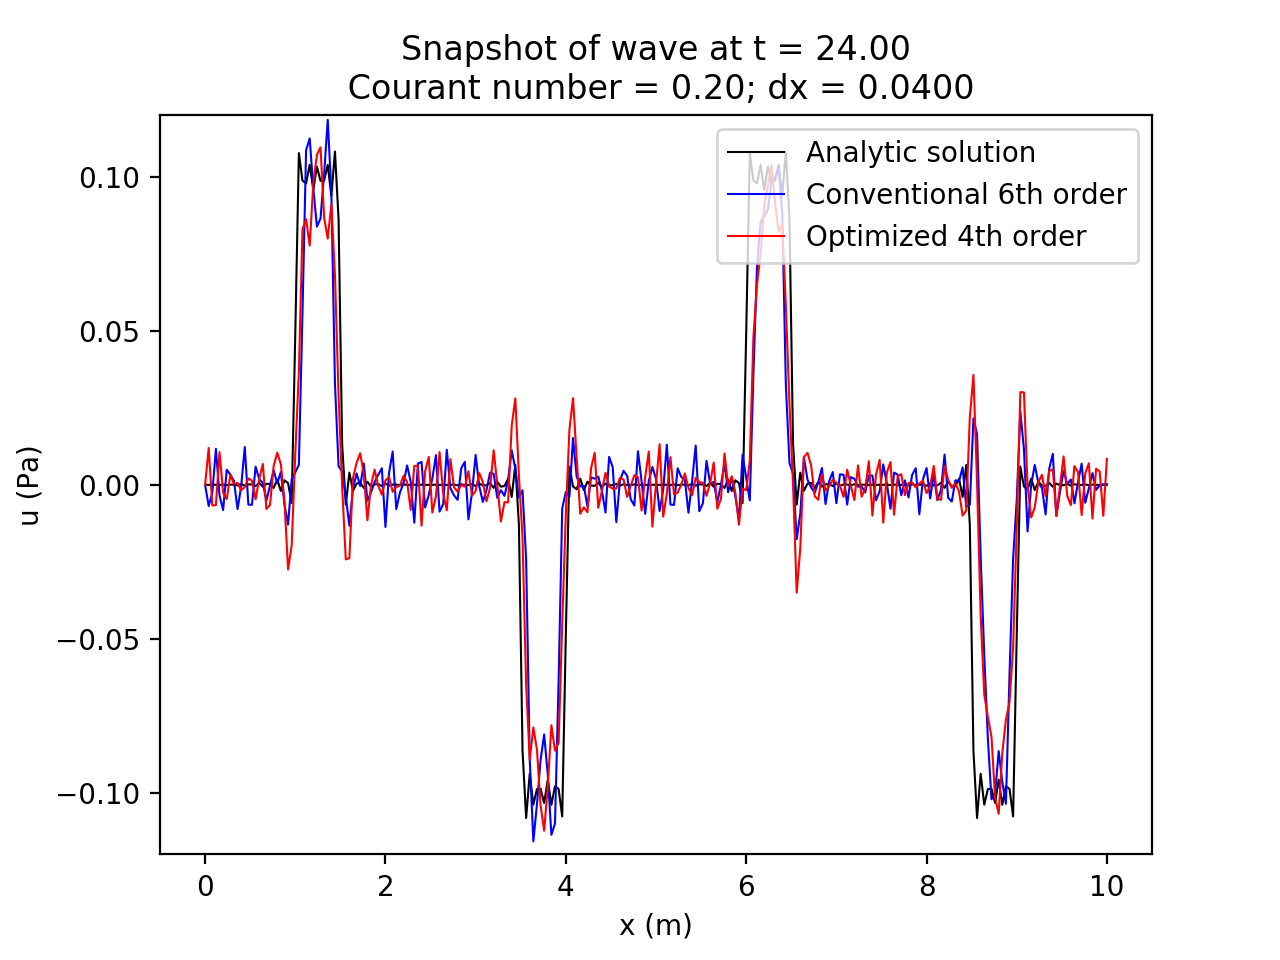 Snapshot of wave at t = 24.00
Courant number = 0.20; dx = 0.0400
Analytic solution
Conventional 6th order
Optimized 4th order
0.10
0.05
0.00
−0.05
−0.10
u (Pa)
0 2 4 6 8 10
x (m)